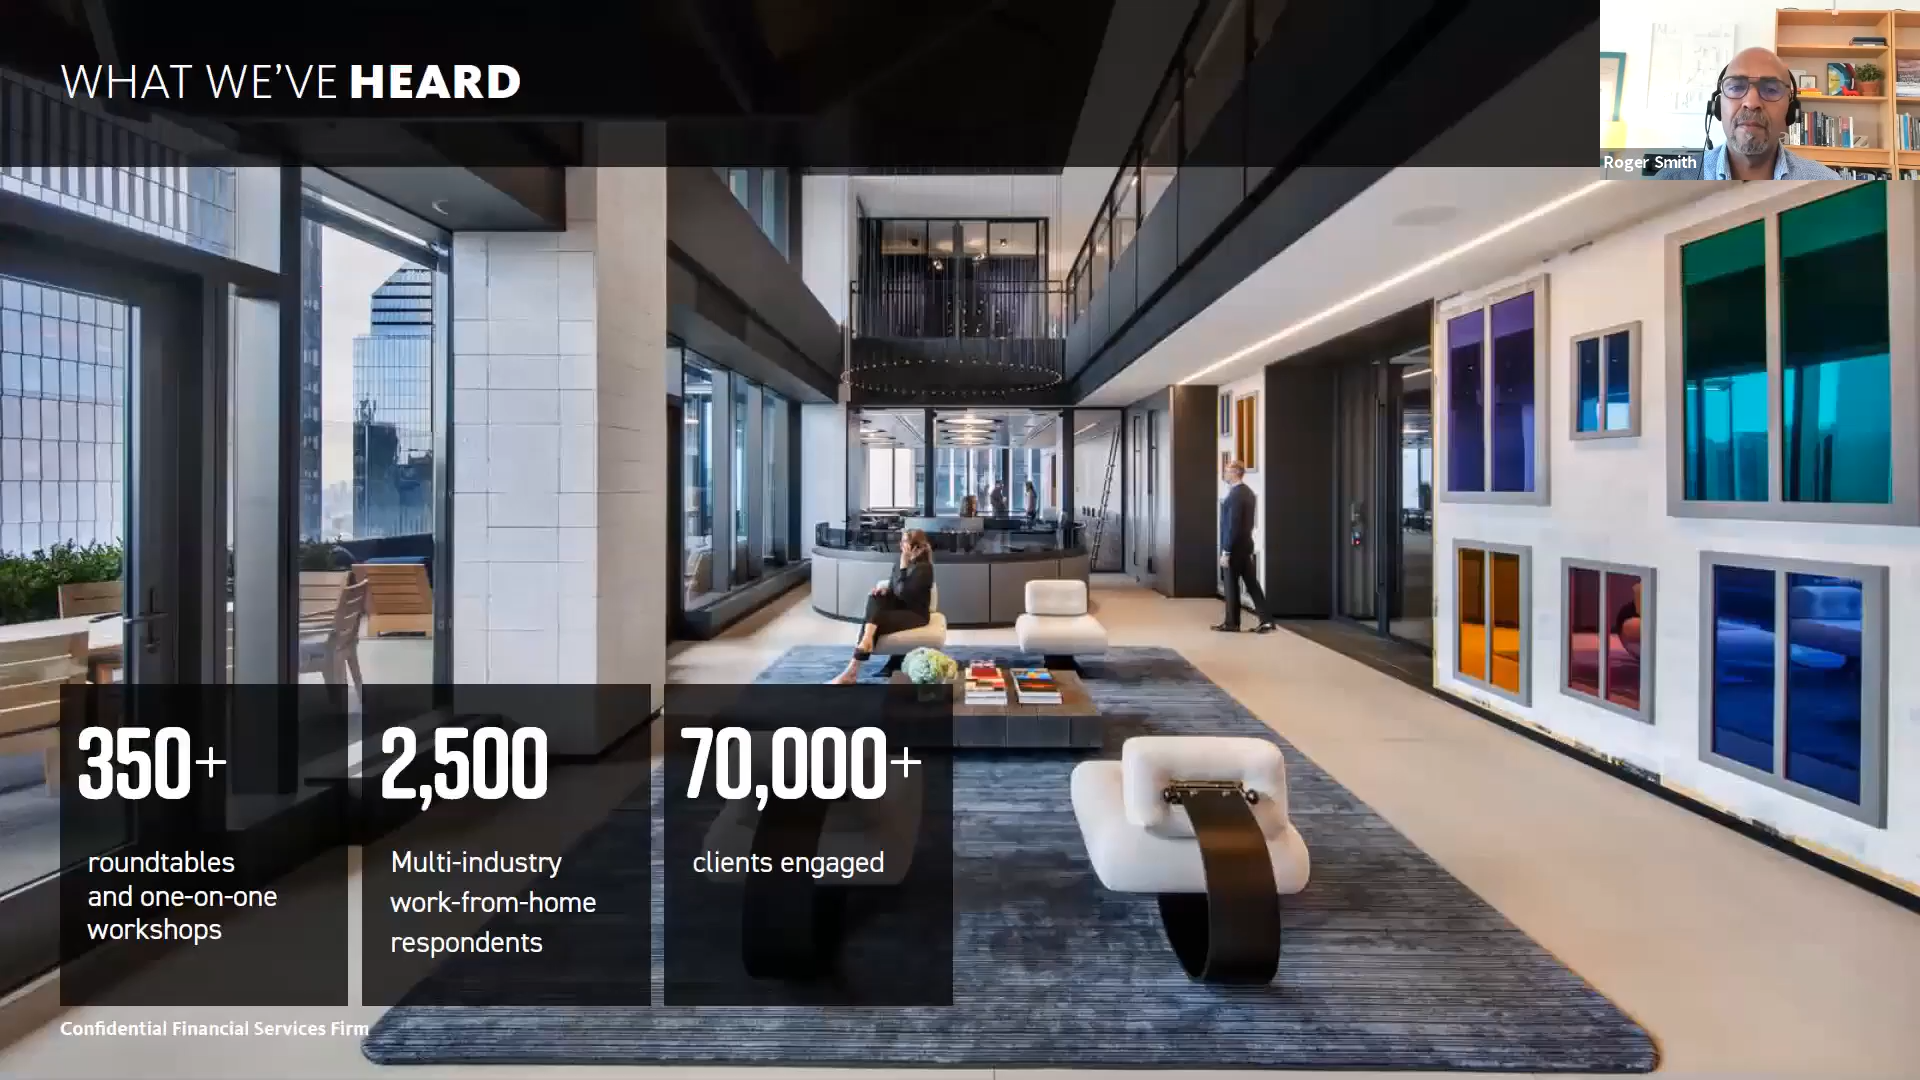 WHAT WE'VE HEARD
Roger Smith
350+
roundtables
and one-on-one
workshops
2,500
Multi-industry
work-from-home
respondents
70,000+
clients engaged
Confidential Financial Services Firm